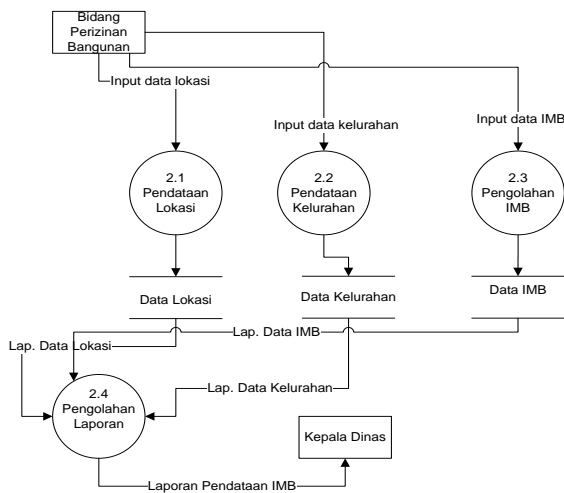 Bidang
Perizinan
Bangunan
Input data lokasi
Input data kelurahan
Input data IMB
2.1
Pendataan
Lokasi
2.2
Pendataan
Kelurahan
2.3
Pengolahan
IMB
Data Lokasi
Data Kelurahan
Data IMB
Lap. Data IMB
Lap. Data Lokasi
Lap. Data Kelurahan
2.4
Pengolahan
Laporan
Kepala Dinas
Laporan Pendataan IMB